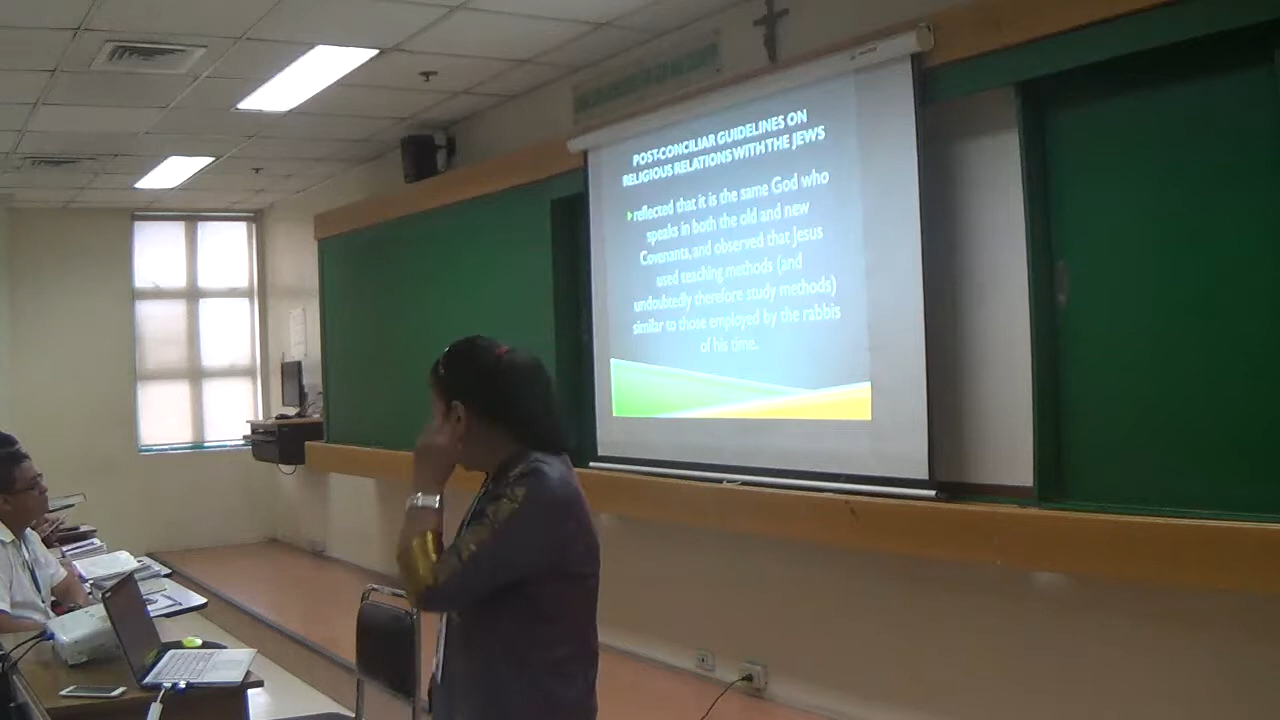 POST-CONCILIAR GUIDELINES ON
RELIGIOUS RELATIONS WITH THE JEWS
reflected that it is the same God who
speaks in both the old and new
Covenants, and observed that Jesus
used teaching methods (and
undoubtedly therefore study methods)
similar to those employed by the rabbis
of his time.